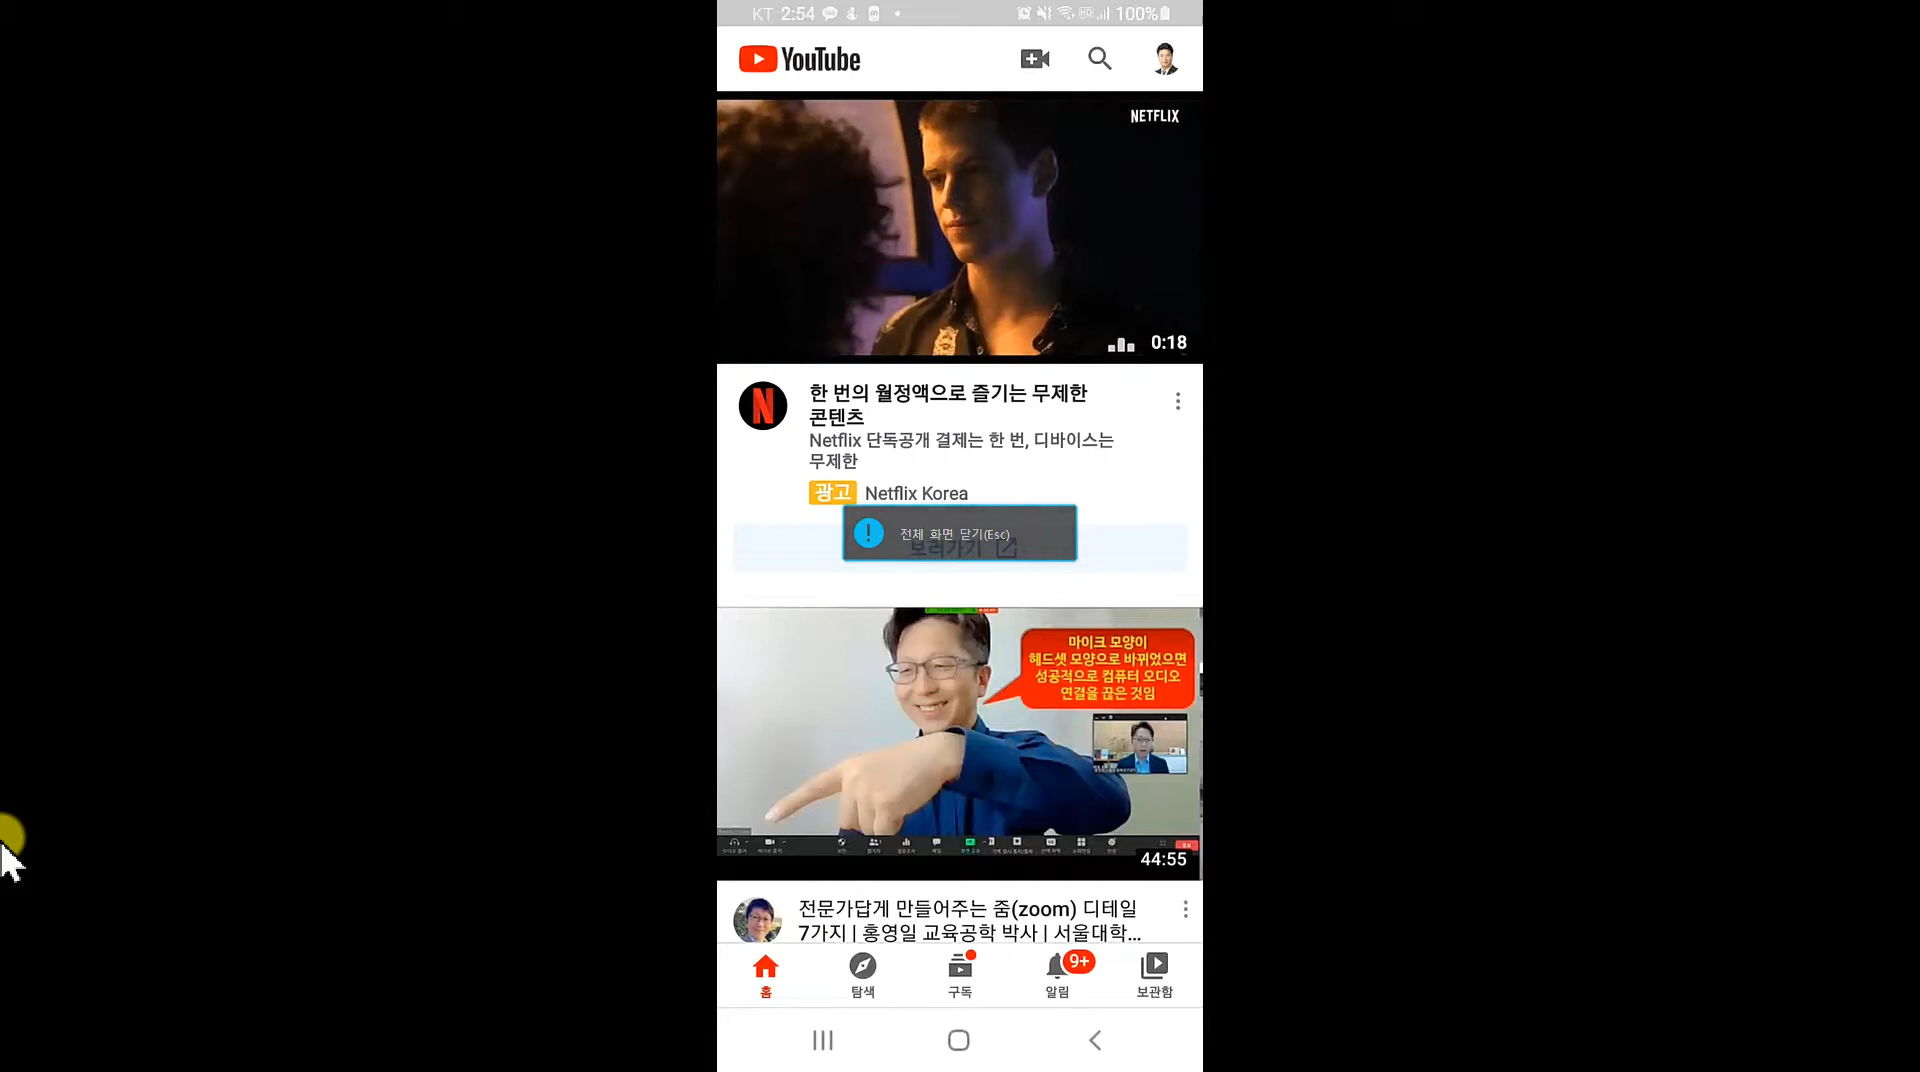 KT 2:54
HD 100%
YouTube
NETFLIX
0:18
한 번의 월정액으로 즐기는 무제한
콘텐츠
Netflix 단독공개 결제는 한 번, 디바이스는
무제한
광고 Netflix Korea
전체 화면 닫기(Esc)
보러가기
마이크 모양이
헤드셋 모양으로 바뀌었으면
성공적으로 컴퓨터 오디오
연결을 끊은 것임
44:55
전문가답게 만들어주는 줌(zoom) 디테일
7가지 | 홍영일 교육공학 박사 | 서울대학...
9+
홈 탐색 구독 알림 보관함